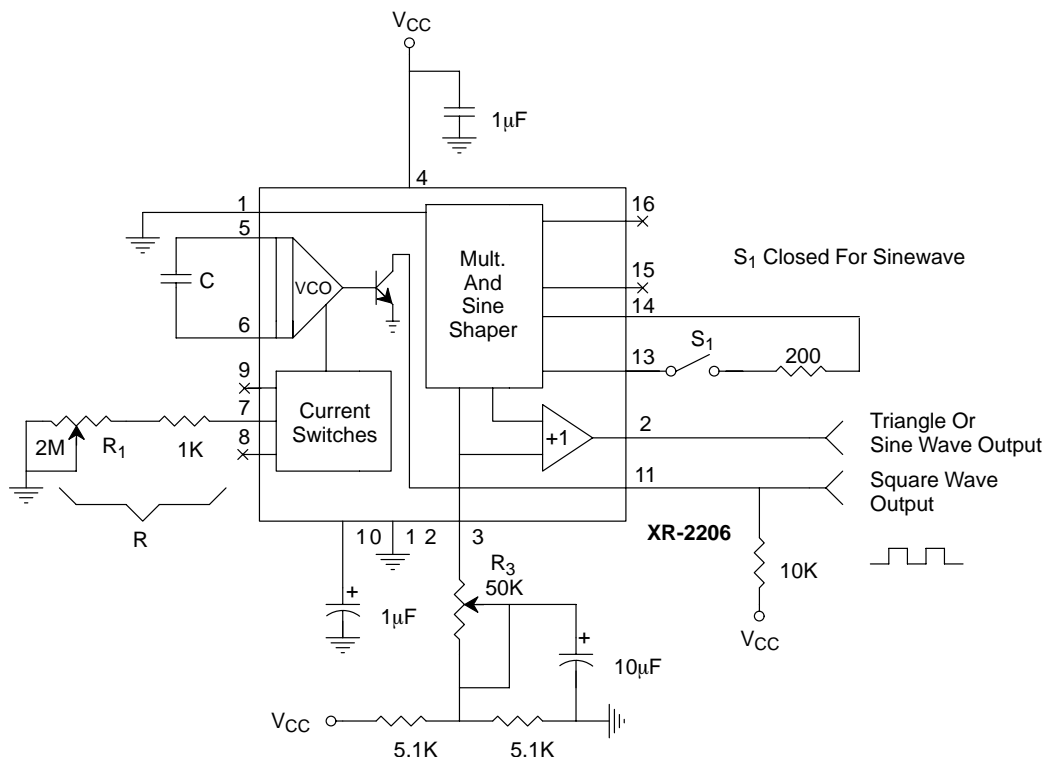 VCC
1µF
4
1
16
5
15
S1 Closed For Sinewave
C
VCO
Mult.
And
Sine
Shaper
6
14
S1
13
200
9
7
Current
Switches
8
2M
R1
1K
+1
2
Triangle Or
Sine Wave Output
11
Square Wave
Output
R
10
1 2
3
XR-2206
10K
1µF
R3
50K
10µF
VCC
VCC
5.1K
5.1K